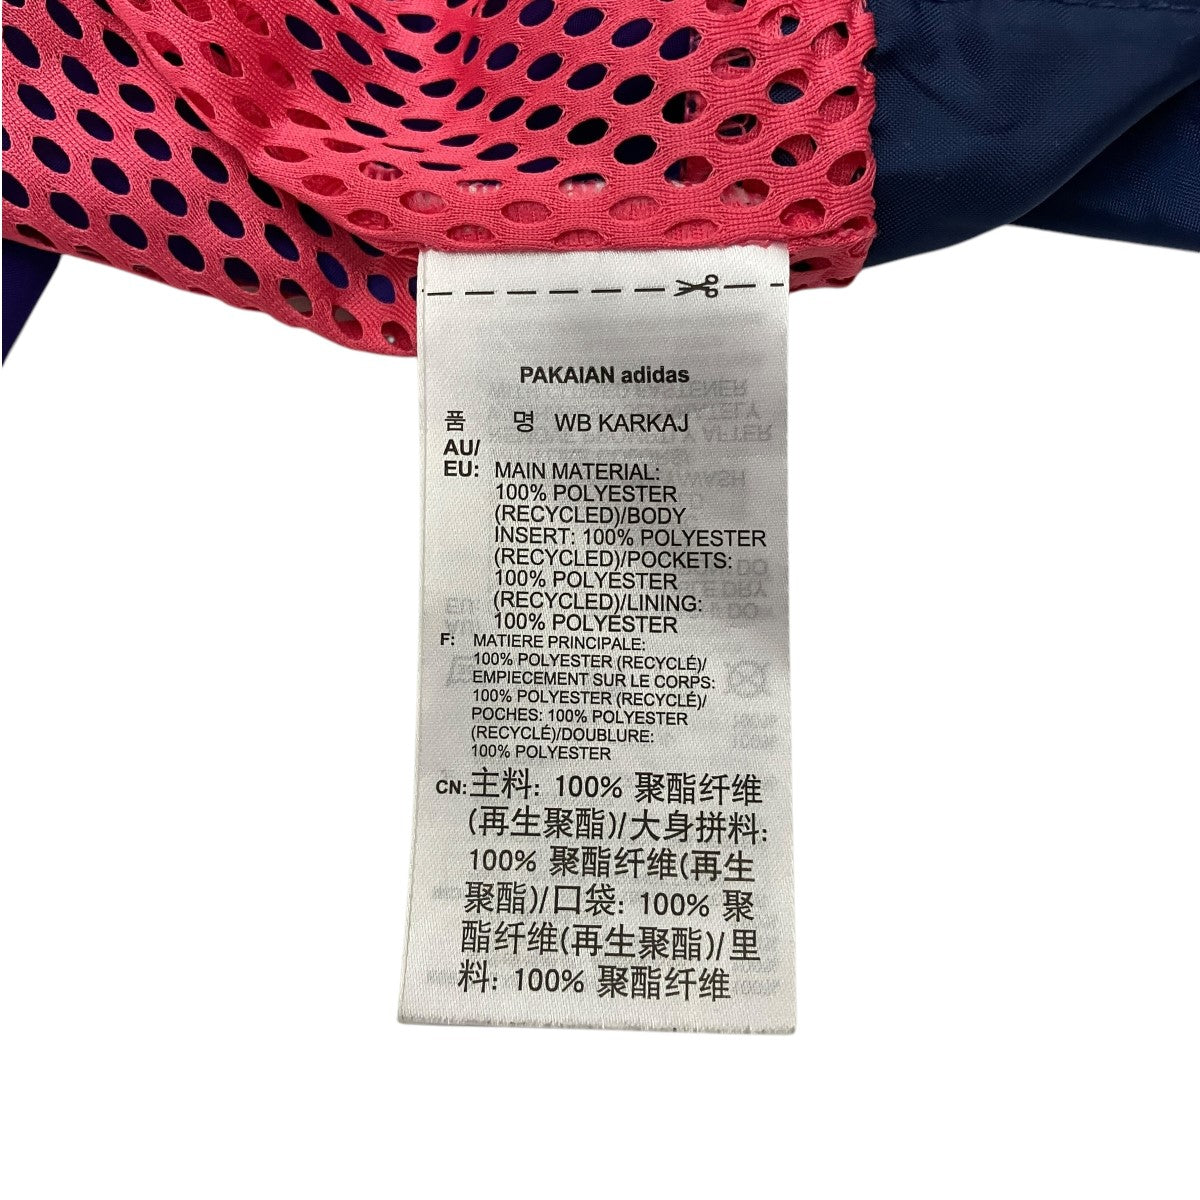 PAKAIAN adidas
품 명 WB KARKAJ
AU/
EU: MAIN MATERIAL:
100% POLYESTER
(RECYCLED)/BODY
INSERT: 100% POLYESTER
(RECYCLED)/POCKETS:
100% POLYESTER
(RECYCLED)/LINING:
100% POLYESTER
F: MATIERE PRINCIPALE:
100% POLYESTER (RECYCLÉ)/
EMPIECEMENT SUR LE CORPS:
100% POLYESTER (RECYCLÉ)/
POCHES: 100% POLYESTER
(RECYCLÉ)/DOUBLURE:
100% POLYESTER
CN: 主料: 100% 聚酯纤维
(再生聚酯)/大身拼料:
100% 聚酯纤维(再生
聚酯)/口袋: 100% 聚
酯纤维(再生聚酯)/里
料: 100% 聚酯纤维